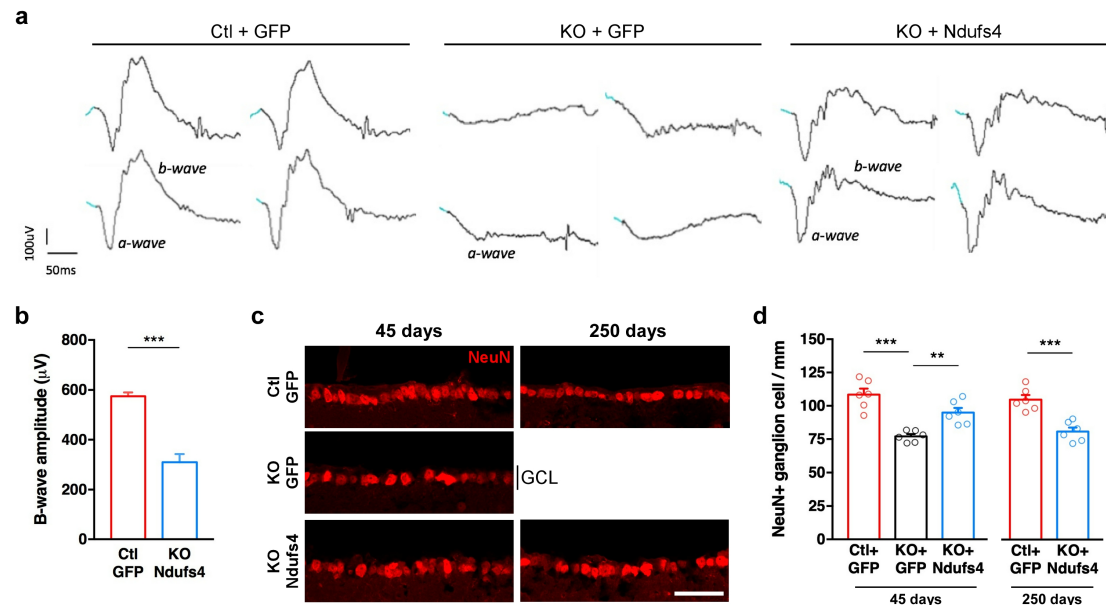 a
Ctl + GFP
KO + GFP
KO + Ndufs4
b-wave
b-wave
a-wave
a-wave
a-wave
100uV
50ms
b
B-wave amplitude (µV)
800
600
400
200
0
***
Ctl
GFP
KO
Ndufs4
c
45 days
250 days
NeuN
Ctl
GFP
KO
GFP
GCL
KO
Ndufs4
d
NeuN+ ganglion cell / mm
150
125
100
75
50
25
0
***
**
***
Ctl+
GFP
KO+
GFP
KO+
Ndufs4
Ctl+
GFP
KO+
Ndufs4
45 days
250 days